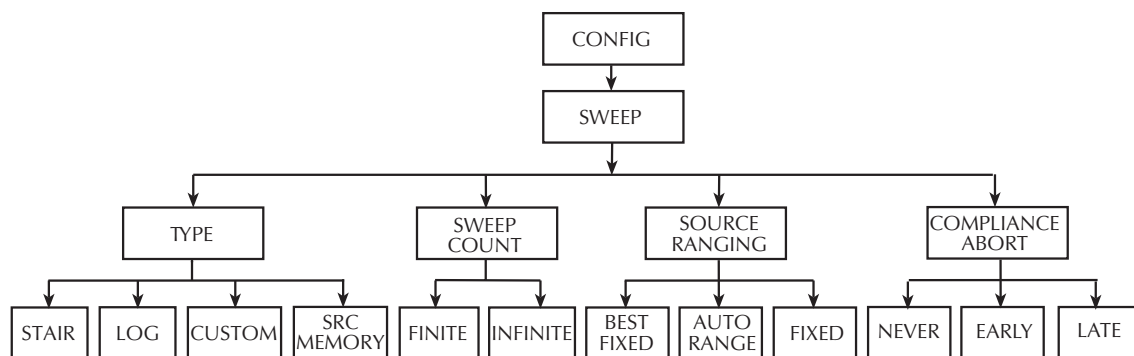 CONFIG
SWEEP
TYPE
SWEEP
COUNT
SOURCE
RANGING
COMPLIANCE
ABORT
STAIR
LOG
CUSTOM
SRC
MEMORY
FINITE
INFINITE
BEST
FIXED
AUTO
RANGE
FIXED
NEVER
EARLY
LATE